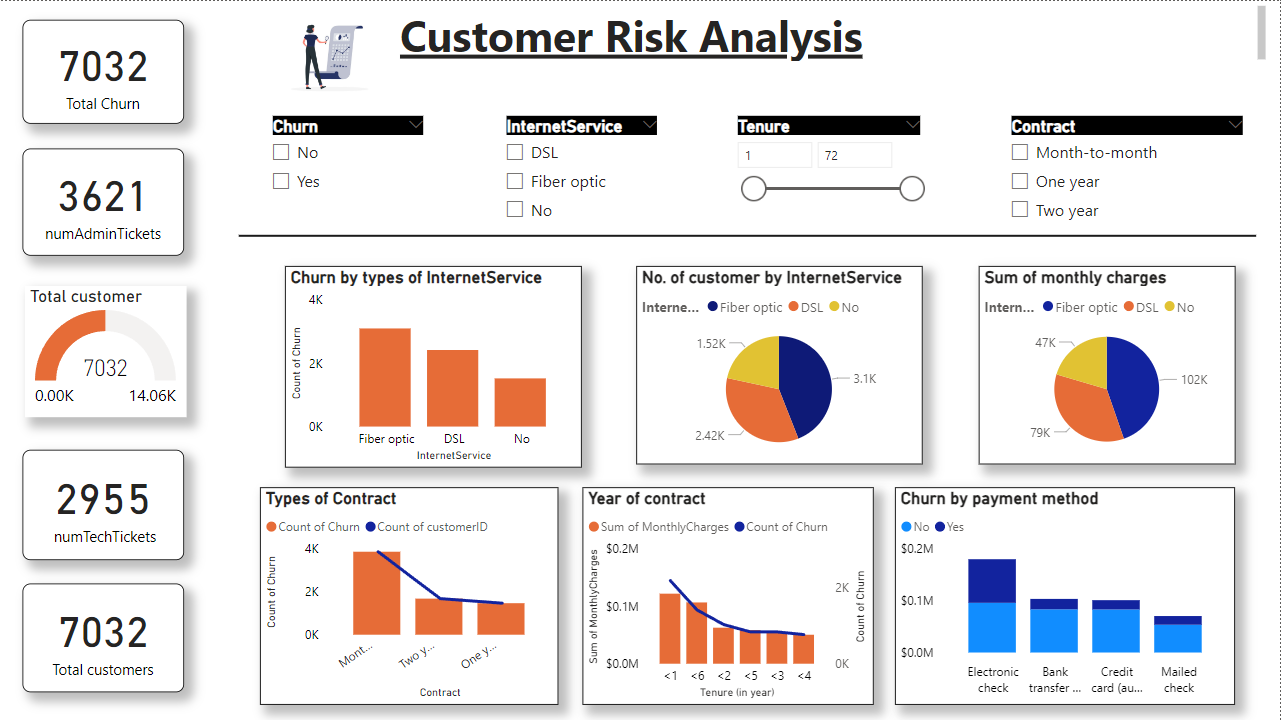 Customer Risk Analysis
7032
Total Churn
3621
numAdminTickets
Total customer
7032
0.00K 14.06K
2955
numTechTickets
7032
Total customers
Churn
No
Yes
InternetService
DSL
Fiber optic
No
Tenure
1 72
Contract
Month-to-month
One year
Two year
Churn by types of InternetService
Count of Churn
4K
2K
0K
Fiber optic DSL No
InternetService
No. of customer by InternetService
Interne... Fiber optic DSL No
1.52K
3.1K
2.42K
Sum of monthly charges
Intern... Fiber optic DSL No
47K
102K
79K
Types of Contract
Count of Churn Count of customerID
Count of Churn
4K
2K
0K
Mont... Two y... One y...
Contract
Year of contract
Sum of MonthlyCharges Count of Churn
Sum of MonthlyCharges
$0.2M
$0.1M
$0.0M
2K
0K
Count of Churn
<1 <6 <2 <5 <3 <4
Tenure (in year)
Churn by payment method
No Yes
$0.2M
$0.1M
$0.0M
Electronic check
Bank transfer ...
Credit card (au...
Mailed check